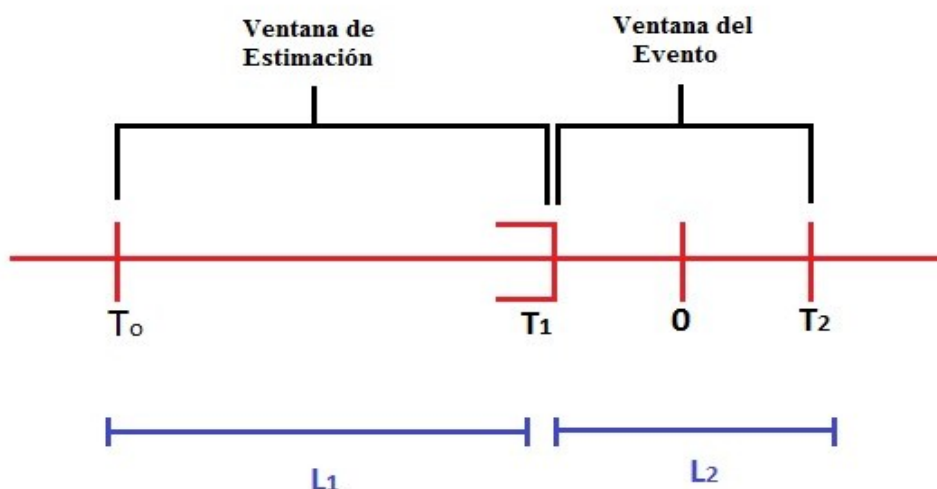 Ventana de
Estimación
Ventana del
Evento
To
T1
0
T2
L1
L2